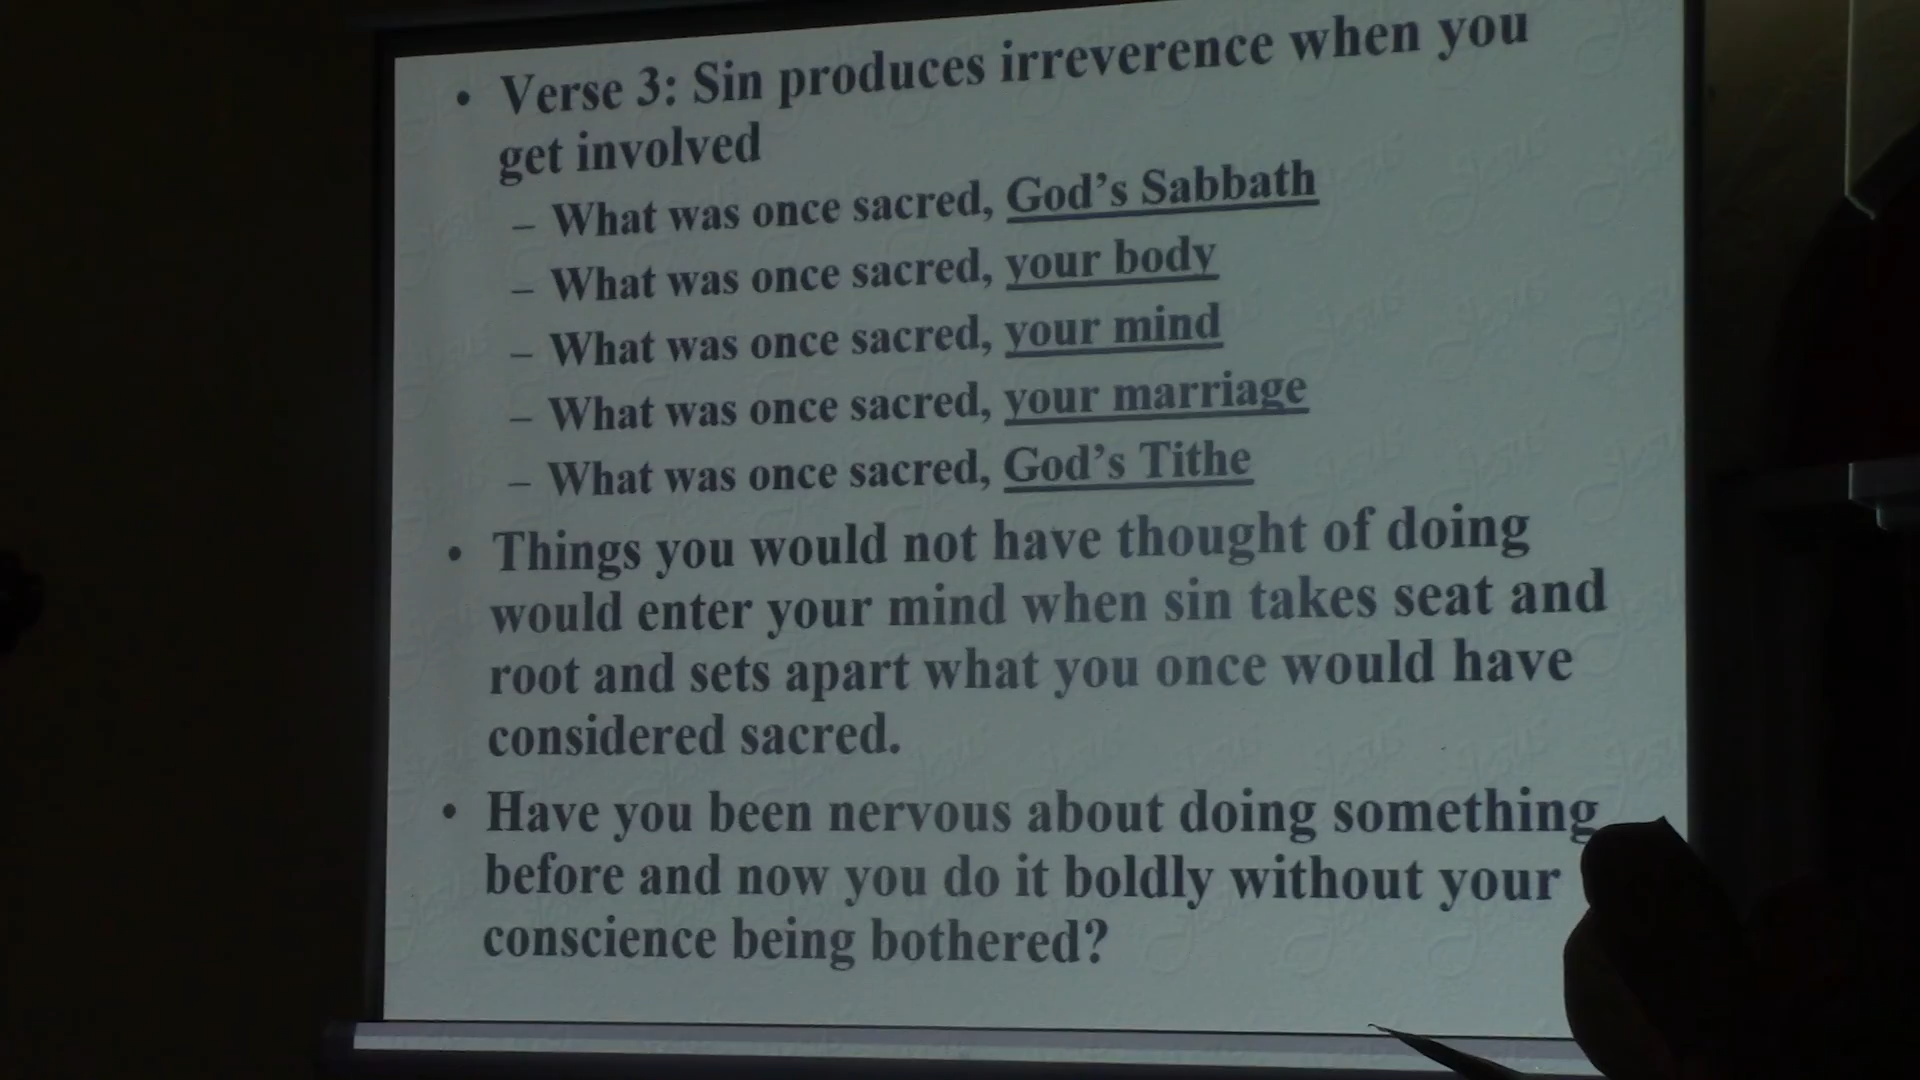 • Verse 3: Sin produces irreverence when you
get involved
– What was once sacred, God's Sabbath
– What was once sacred, your body
– What was once sacred, your mind
– What was once sacred, your marriage
– What was once sacred, God's Tithe
• Things you would not have thought of doing
would enter your mind when sin takes seat and
root and sets apart what you once would have
considered sacred.
• Have you been nervous about doing something
before and now you do it boldly without your
conscience being bothered?